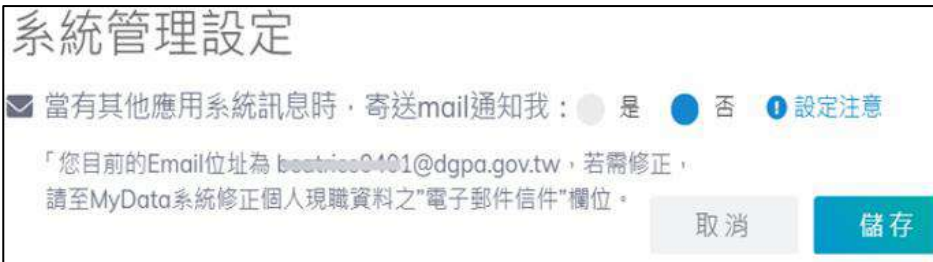 系統管理設定
當有其他應用系統訊息時，寄送mail通知我： 是 否 設定注意
「您目前的Email位址為 @dgpa.gov.tw，若需修正，
請至MyData系統修正個人現職資料之”電子郵件信件”欄位。
取消 儲存